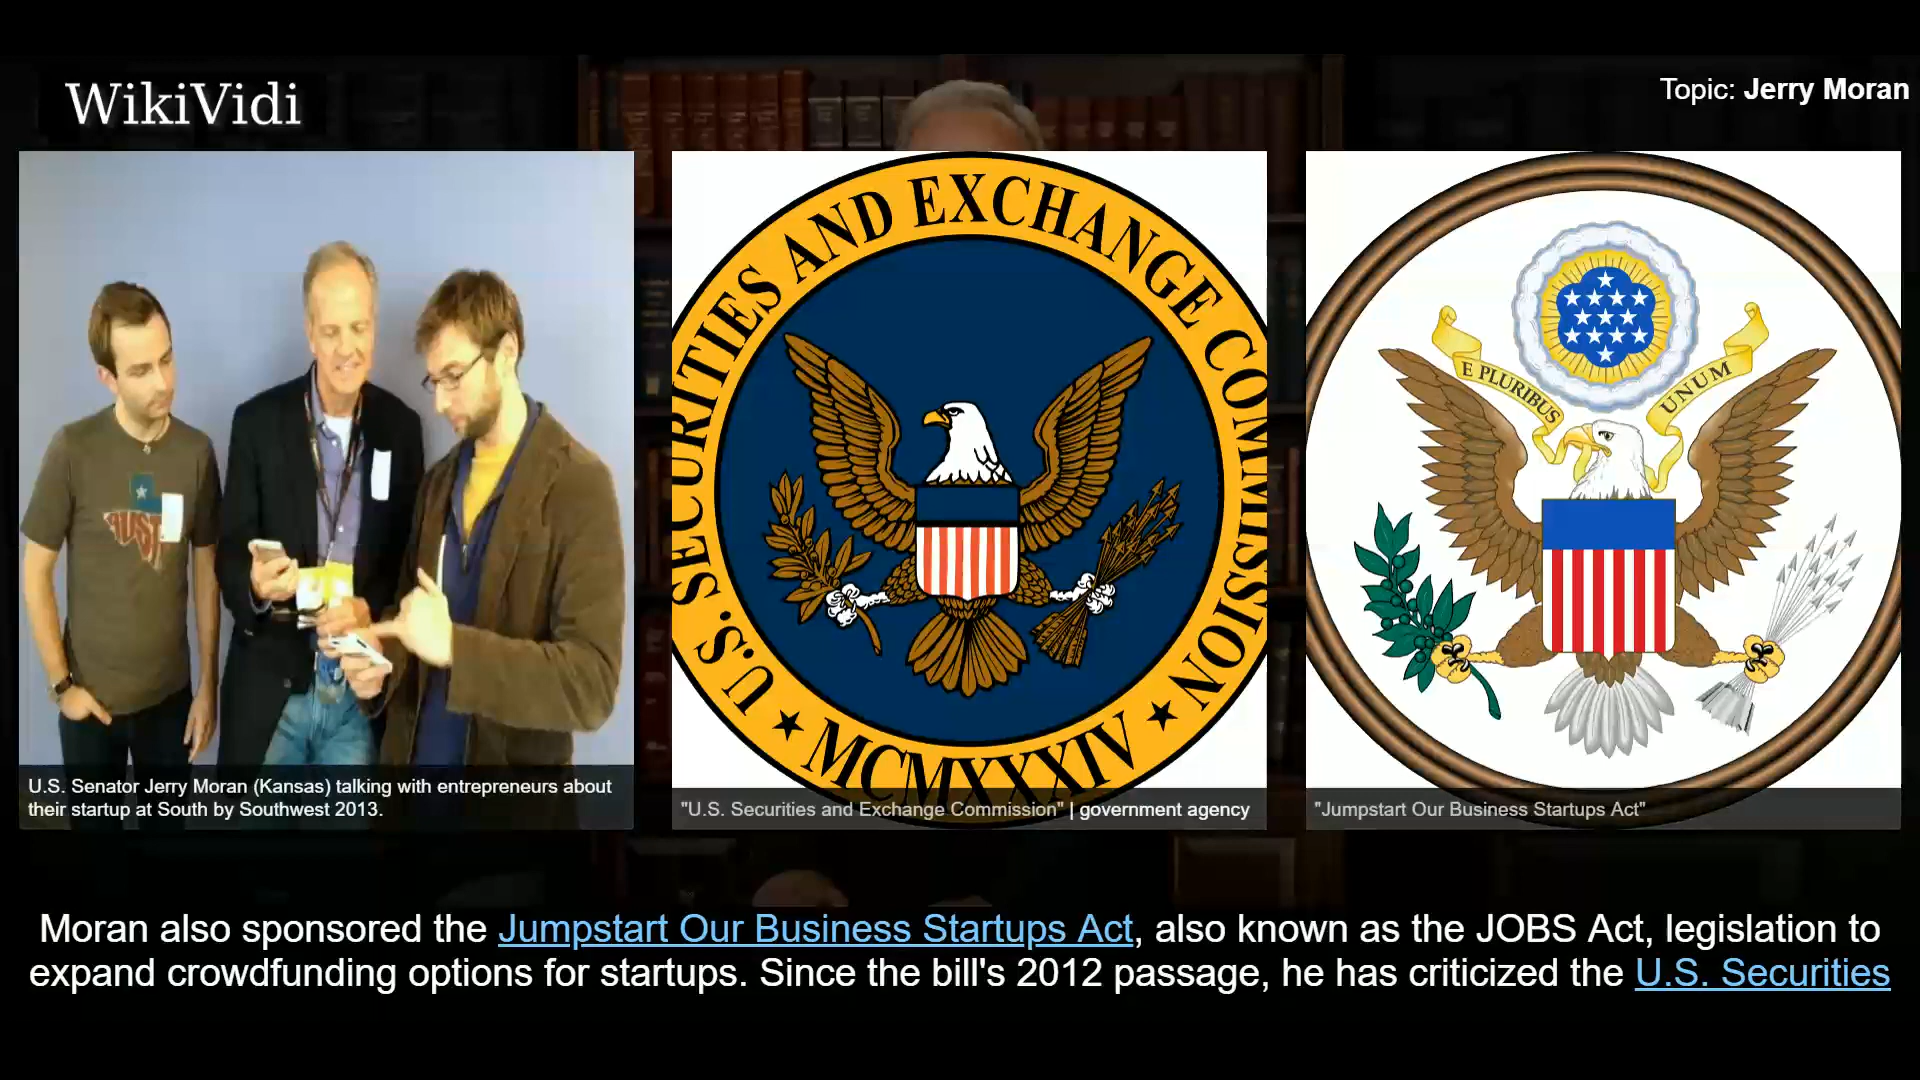 WikiVidi
Topic: Jerry Moran
AUST
U.S. Senator Jerry Moran (Kansas) talking with entrepreneurs about
their startup at South by Southwest 2013.
U.S. SECURITIES AND EXCHANGE COMMISSION
MCMXXXIV
"U.S. Securities and Exchange Commission" | government agency
E PLURIBUS UNUM
"Jumpstart Our Business Startups Act"
Moran also sponsored the Jumpstart Our Business Startups Act, also known as the JOBS Act, legislation to
expand crowdfunding options for startups. Since the bill's 2012 passage, he has criticized the U.S. Securities